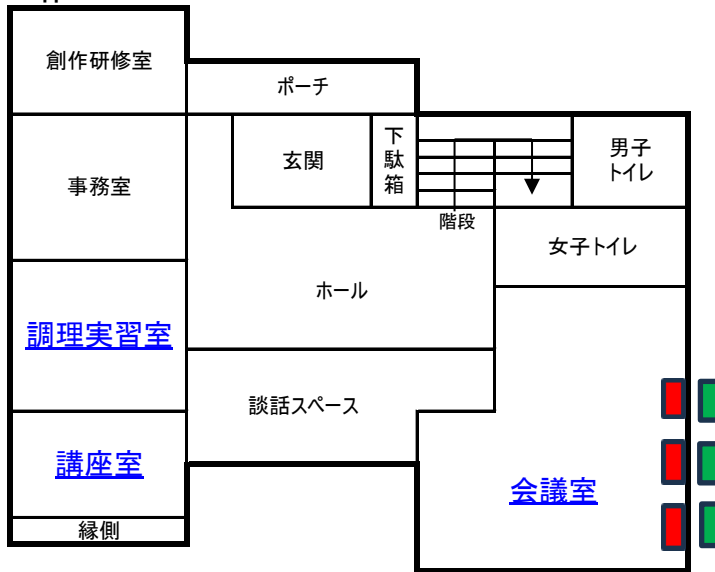 創作研修室
ポーチ
下駄箱
玄関
男子
トイレ
事務室
階段
女子トイレ
ホール
調理実習室
談話スペース
講座室
会議室
縁側